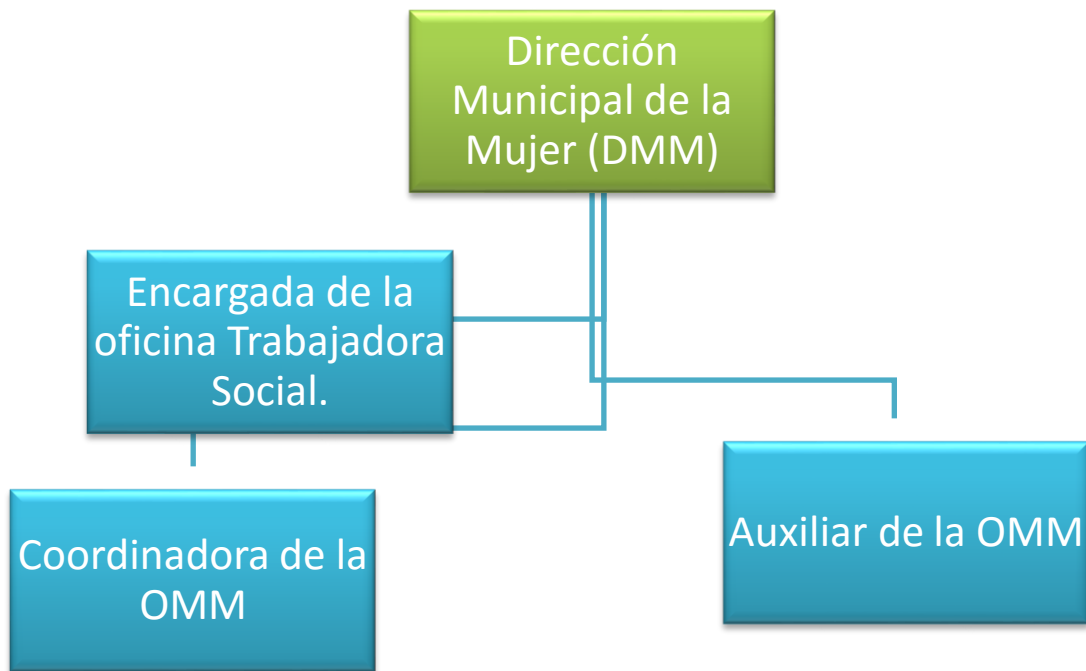 Dirección
Municipal de la
Mujer (DMM)
Encargada de la
oficina Trabajadora
Social.
Coordinadora de la
OMM
Auxiliar de la OMM